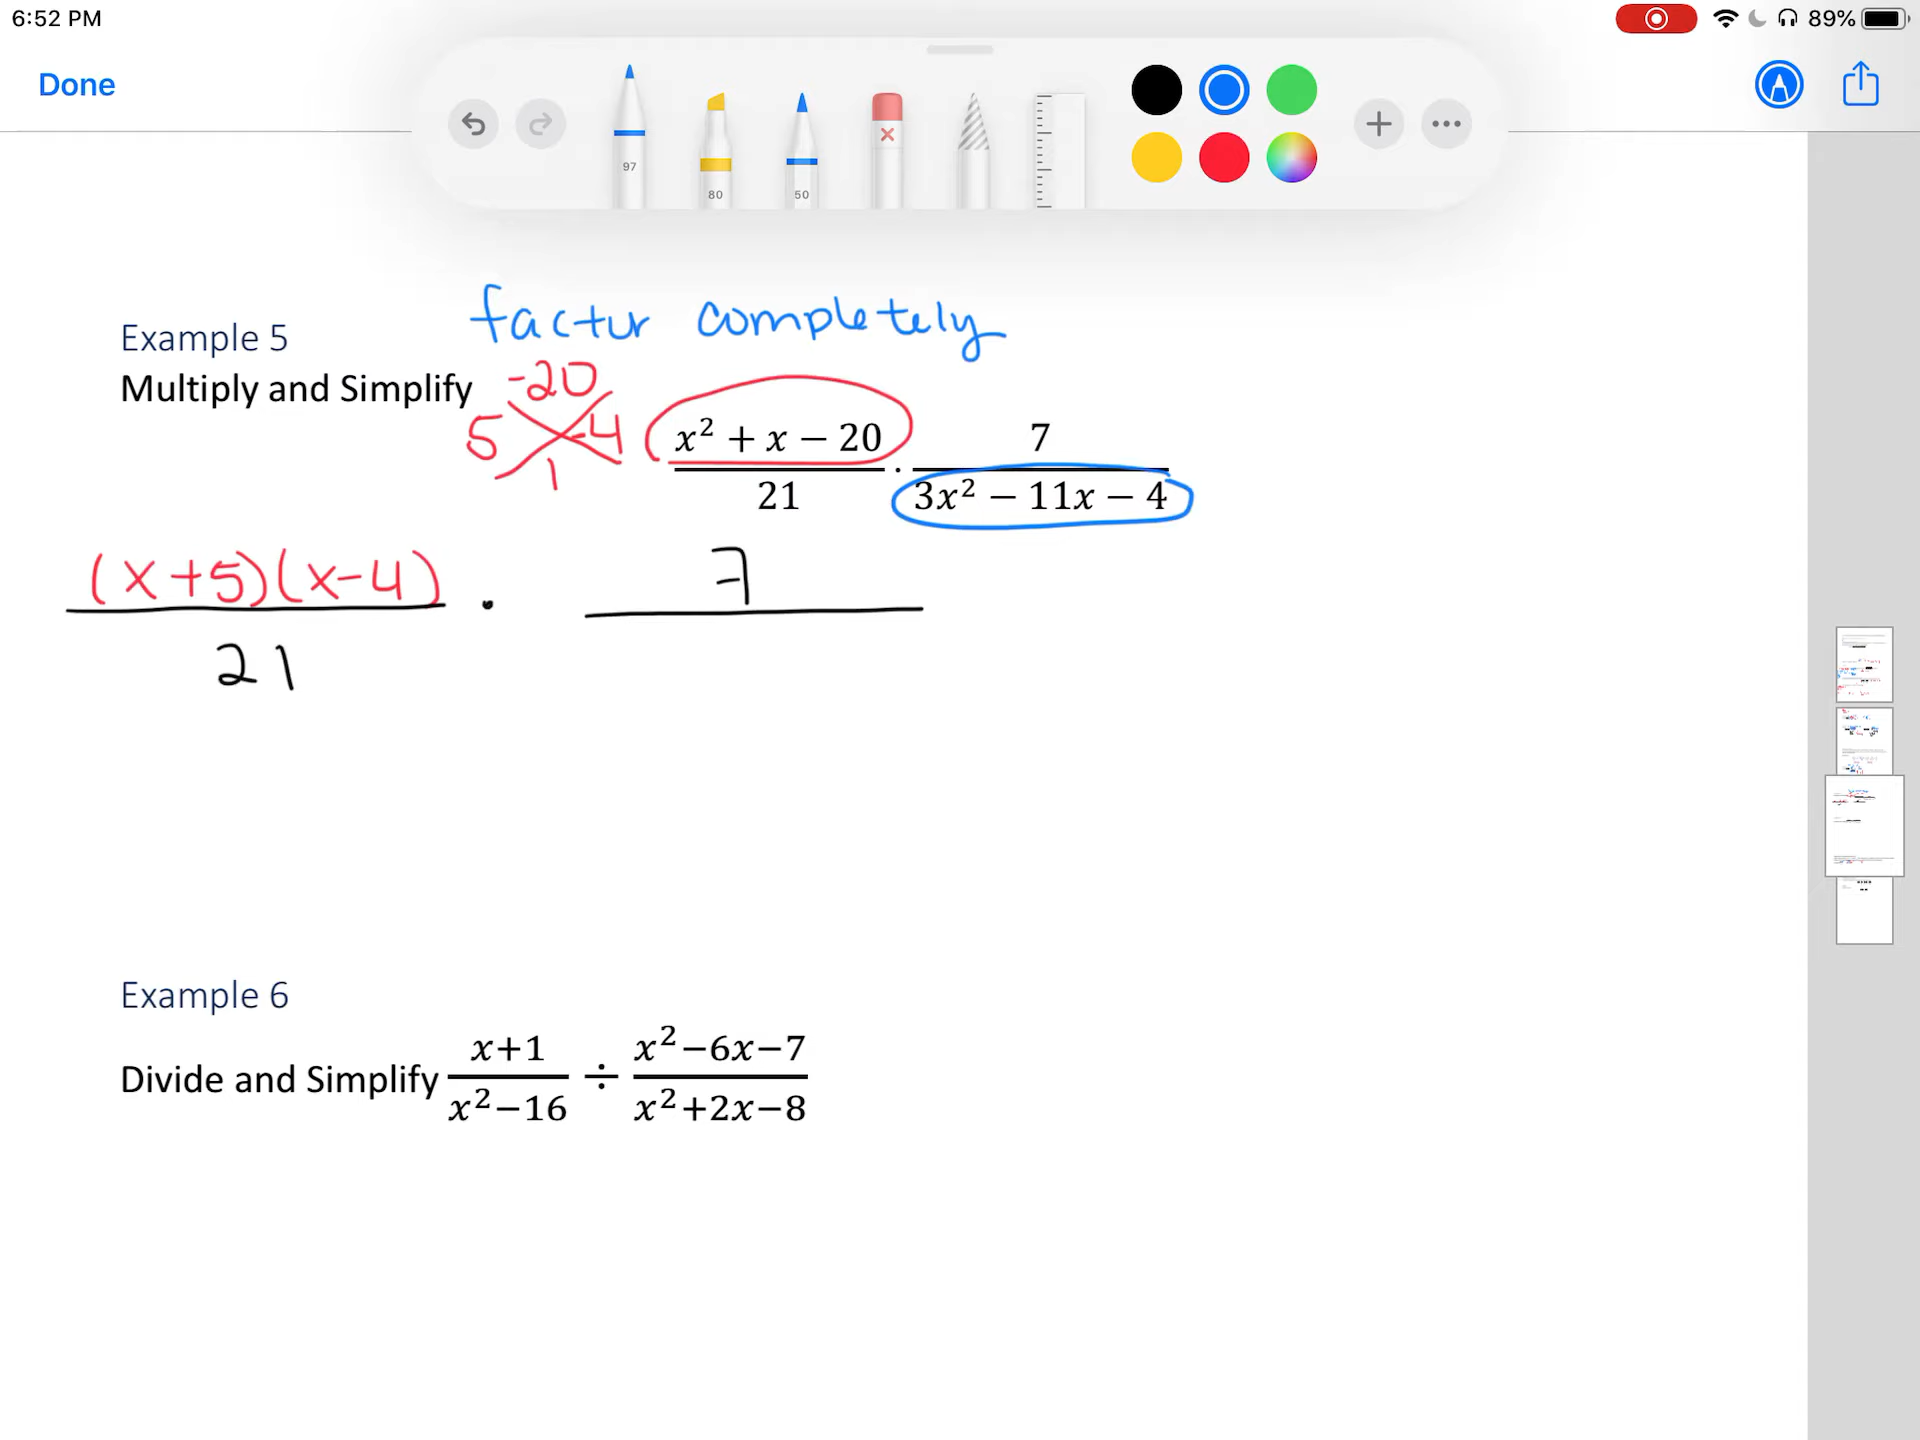 6:52 PM
89%
Done
97
80
50
factor completely
Example 5
Multiply and Simplify
-20
5 -4
1
x² + x − 20 / 21 · 7 / 3x² − 11x − 4
(x+5)(x-4) / 21 · 7
Example 6
Divide and Simplify x+1 / x²−16 ÷ x²−6x−7 / x²+2x−8